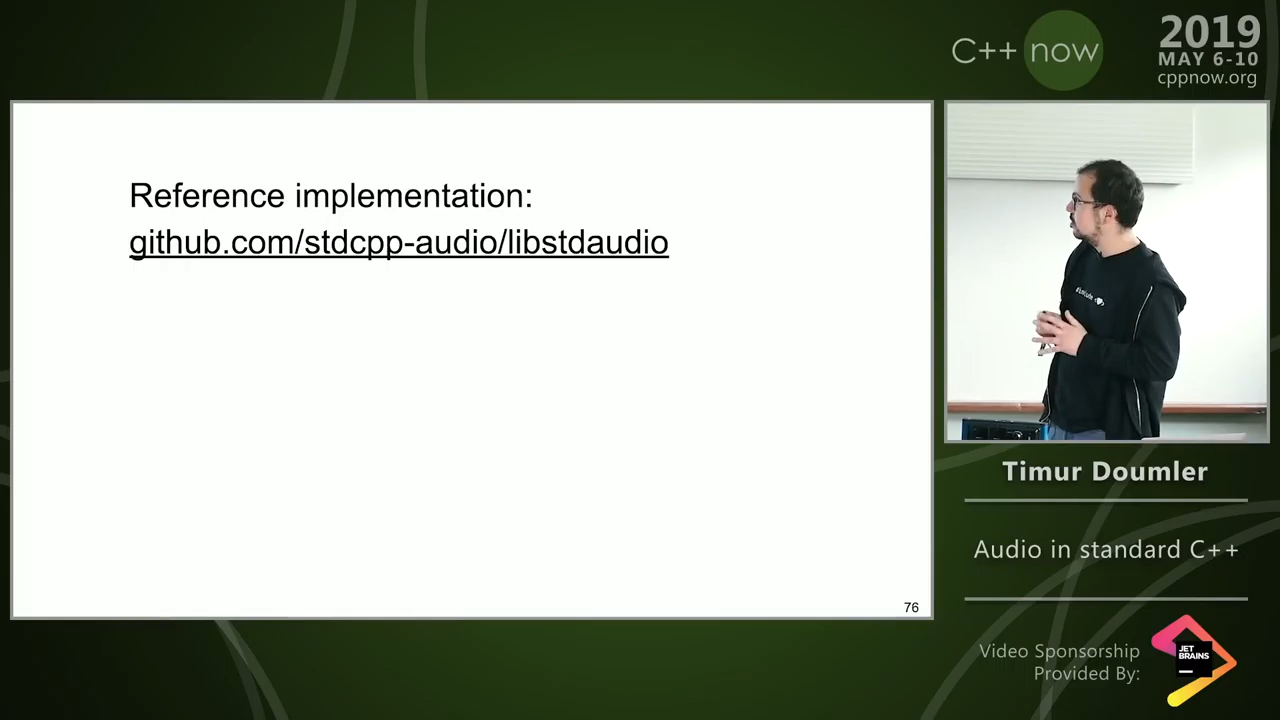 C++ now
2019
MAY 6-10
cppnow.org
Reference implementation:
github.com/stdcpp-audio/libstdaudio
76
Timur Doumler
Audio in standard C++
Video Sponsorship
Provided By:
JET
BRAINS